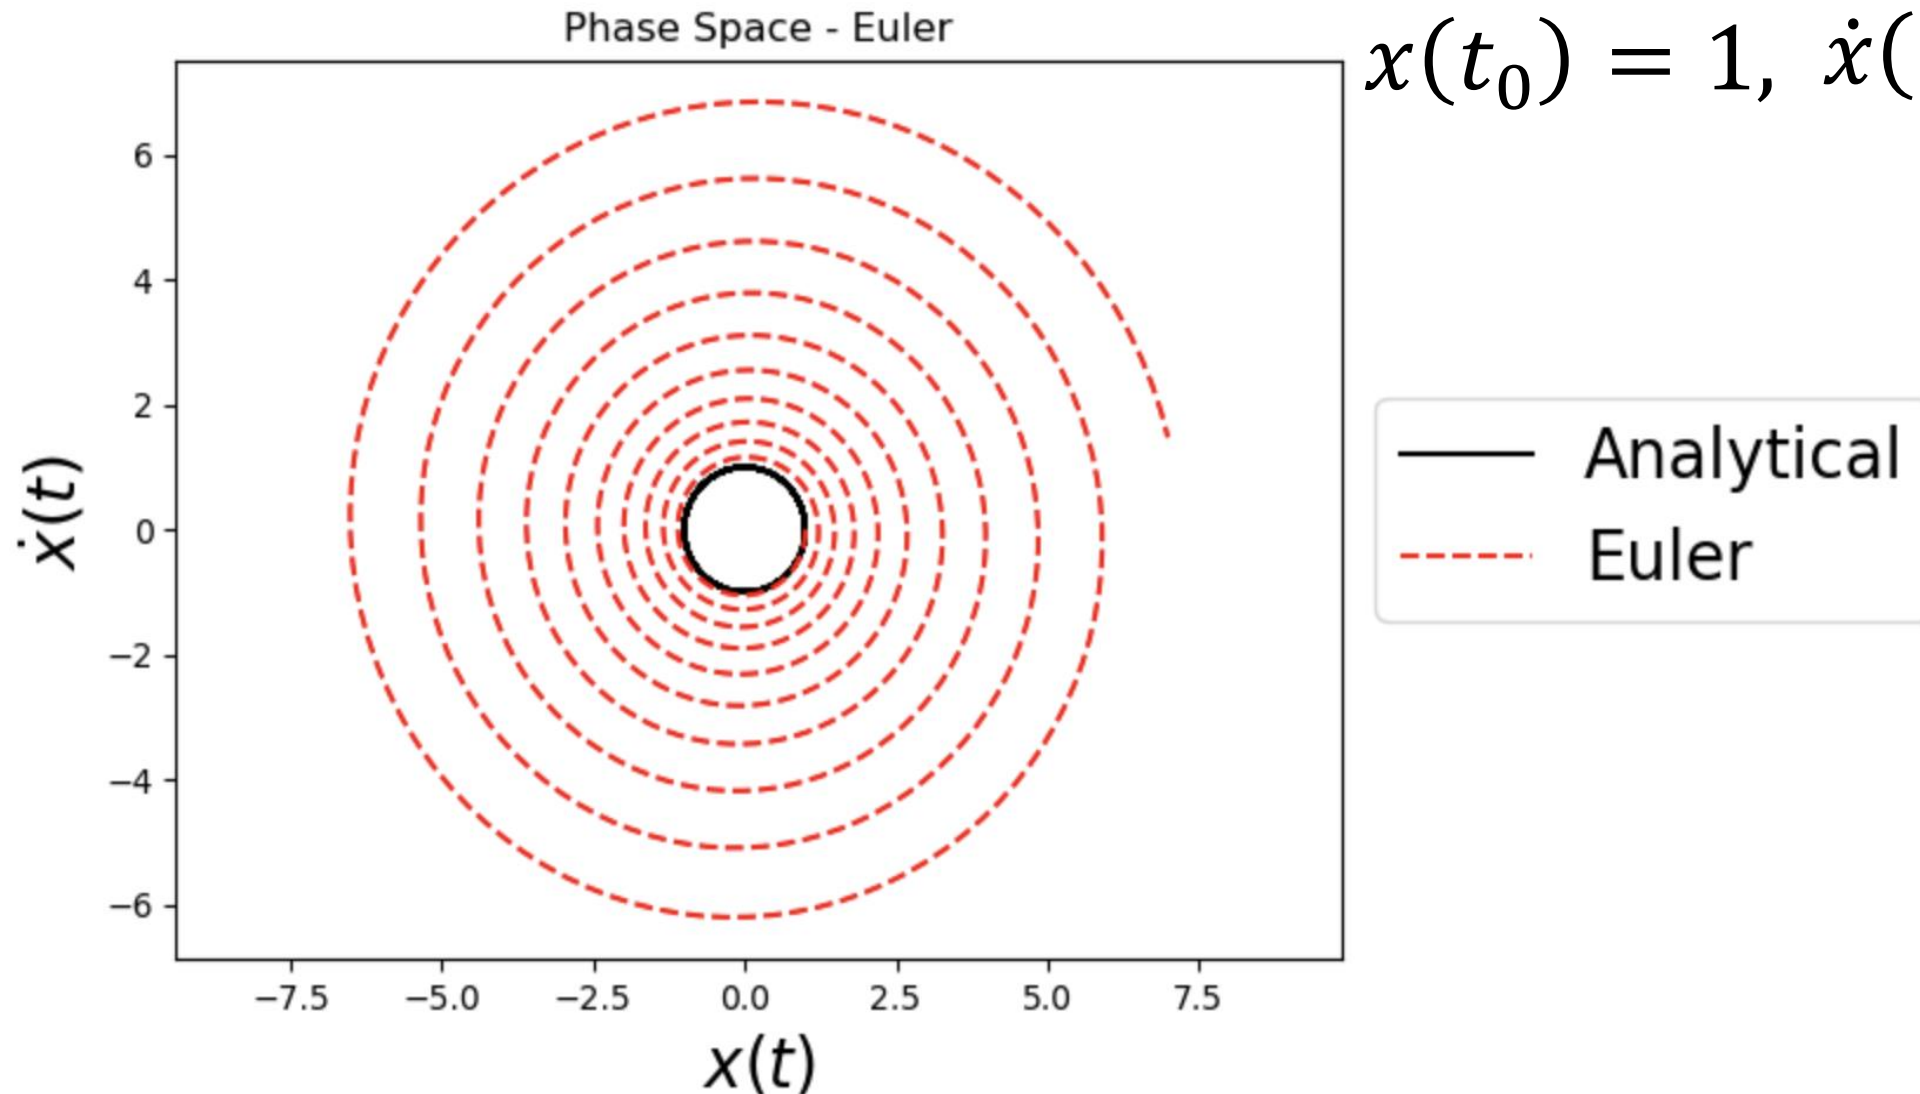 Phase Space - Euler
x(t₀) = 1, ẋ(
6
4
2
0
−2
−4
−6
ẋ(t)
−7.5 −5.0 −2.5 0.0 2.5 5.0 7.5
x(t)
Analytical
Euler